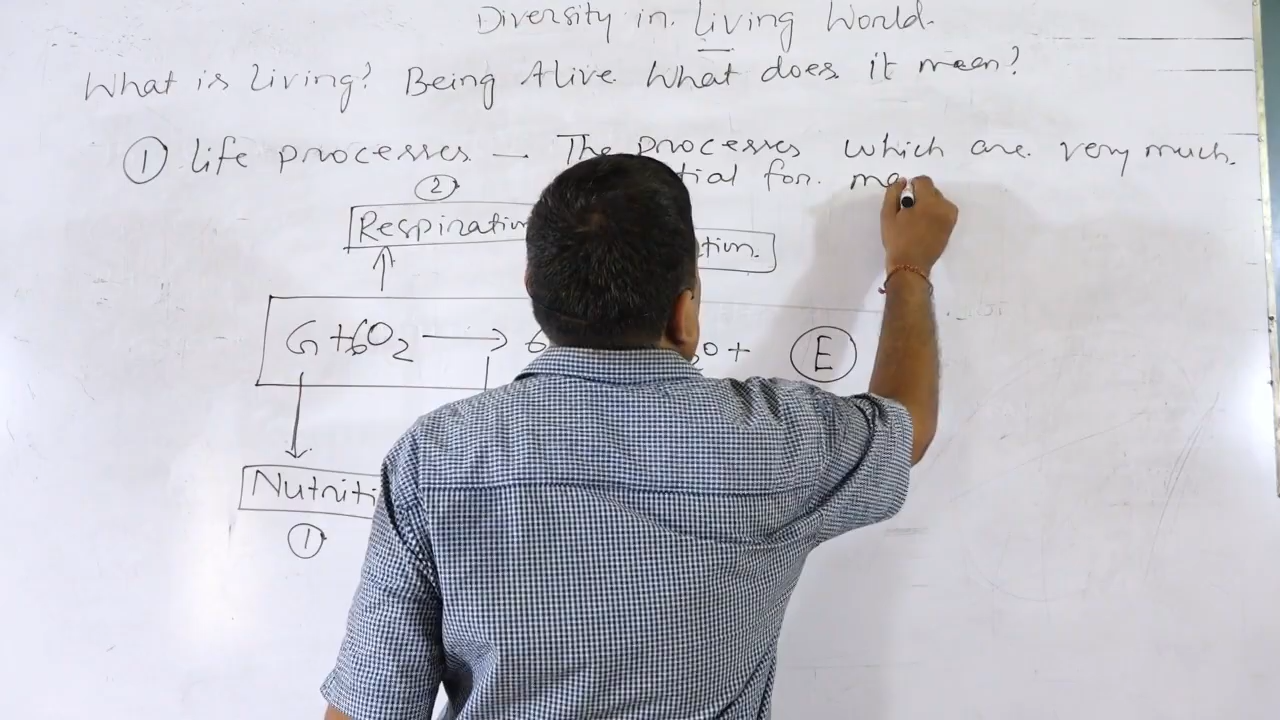 Diversity in Living World.
What is Living? Being Alive What does it mean?
① life processes — The processes which are very much.
tial for. ma
②
Respiration
tion.
G+6O₂ → 6
₂O + E
Nutriti
①